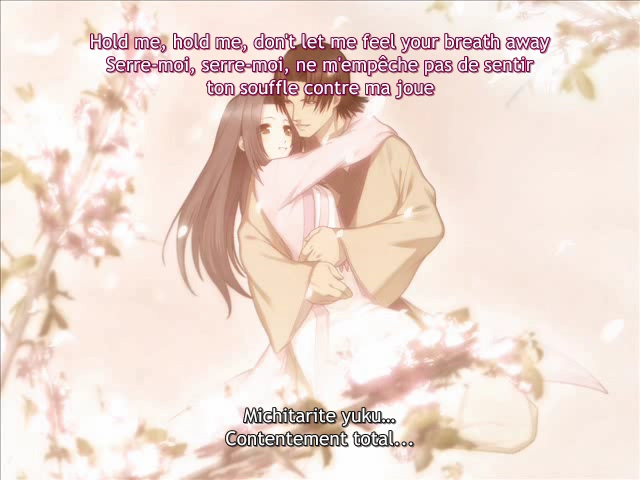 Hold me, hold me, don't let me feel your breath away
Serre-moi, serre-moi, ne m'empêche pas de sentir
ton souffle contre ma joue
Michitarite yuku...
Contentement total...